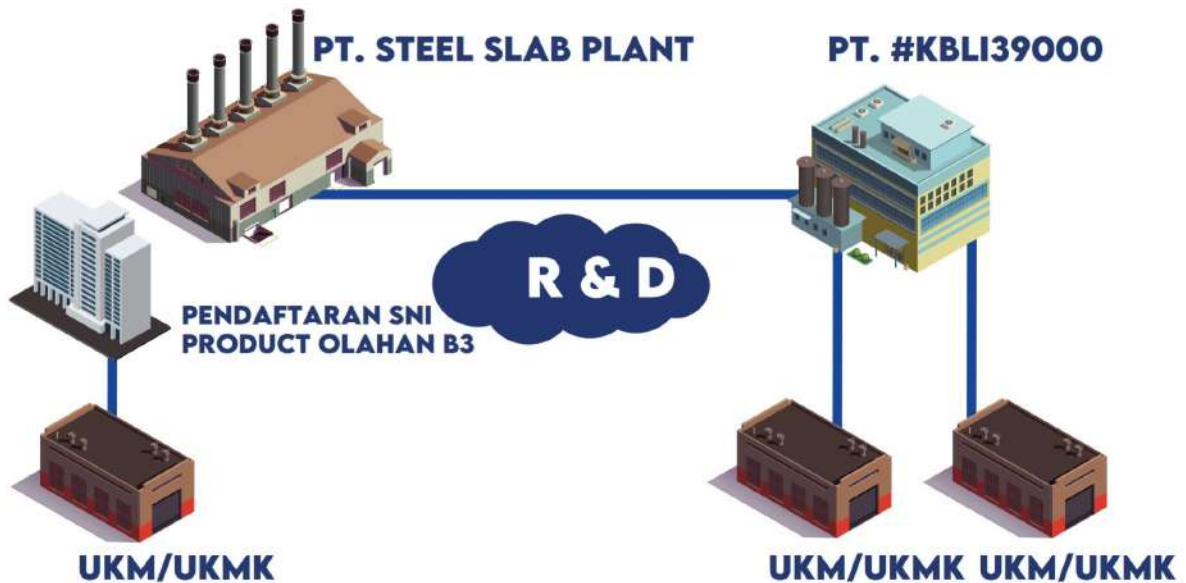 PT. STEEL SLAB PLANT
PT. #KBLI39000
R & D
PENDAFTARAN SNI
PRODUCT OLAHAN B3
UKM/UKMK
UKM/UKMK
UKM/UKMK